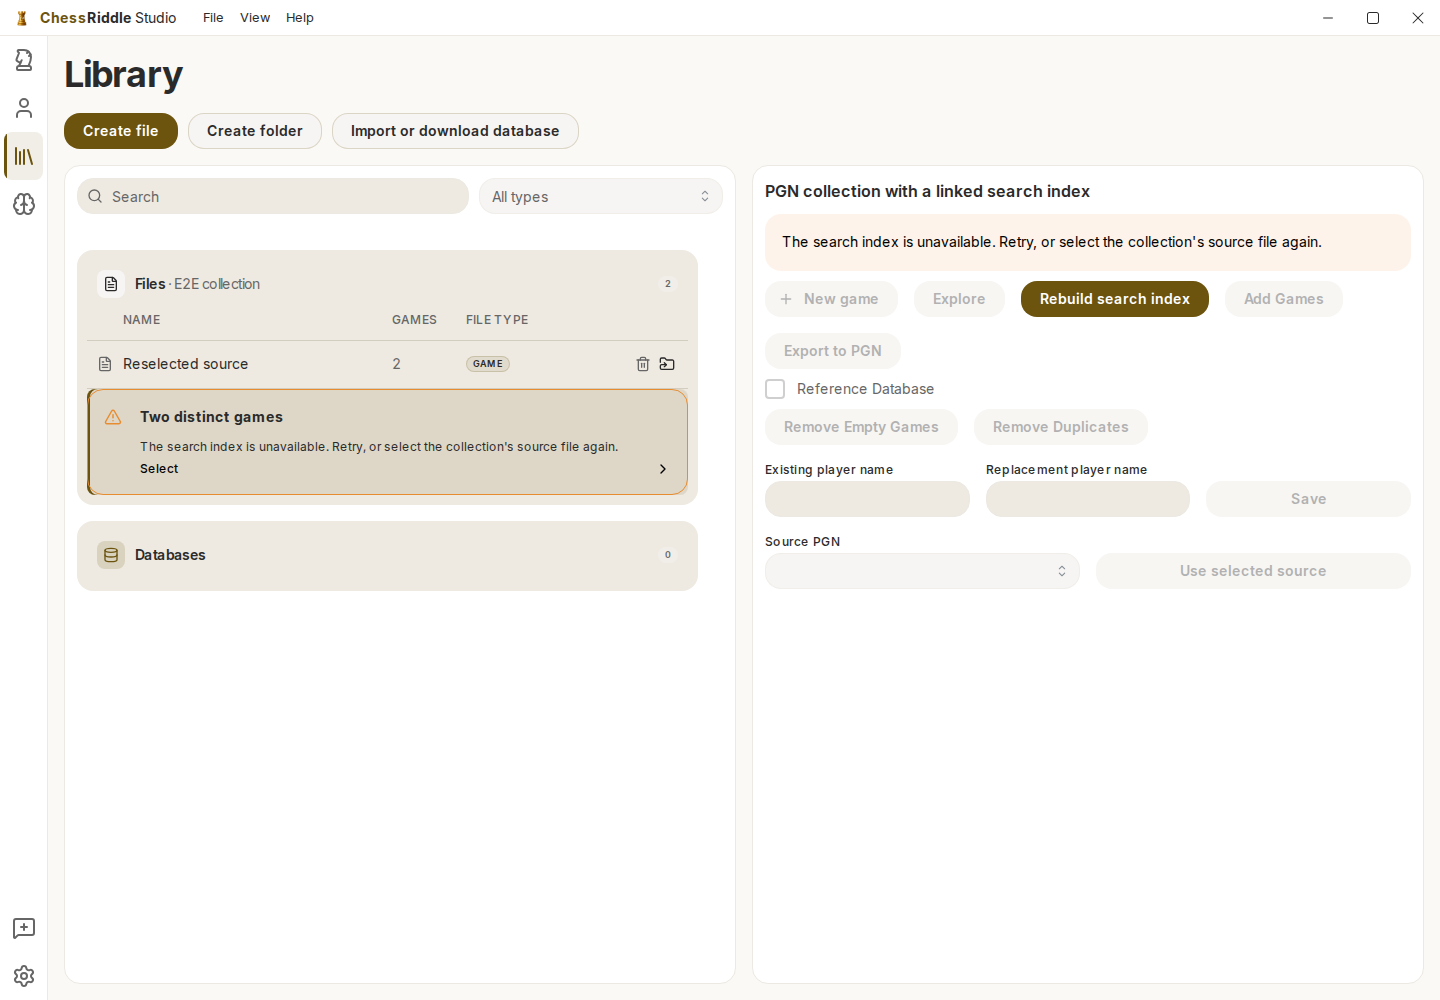 ChessRiddle Studio File View Help
Library
Create file Create folder Import or download database
Search All types
Files · E2E collection 2
NAME GAMES FILE TYPE
Reselected source 2 GAME
Two distinct games
The search index is unavailable. Retry, or select the collection's source file again.
Select
Databases 0
PGN collection with a linked search index
The search index is unavailable. Retry, or select the collection's source file again.
New game Explore Rebuild search index Add Games
Export to PGN
Reference Database
Remove Empty Games Remove Duplicates
Existing player name Replacement player name
Save
Source PGN
Use selected source